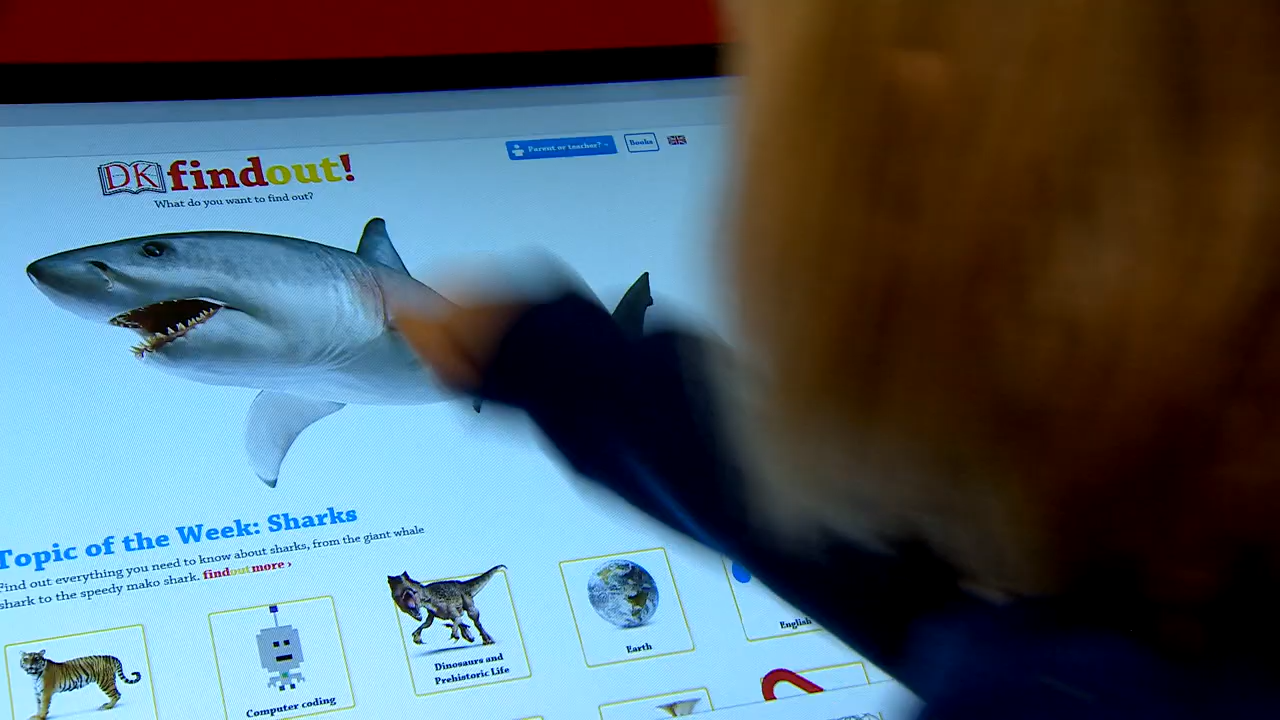 Parent or teacher?
Books
DK findout!
What do you want to find out?
Topic of the Week: Sharks
Find out everything you need to know about sharks, from the giant whale
shark to the speedy mako shark. findoutmore ›
Computer coding
Dinosaurs and
Prehistoric Life
Earth
English